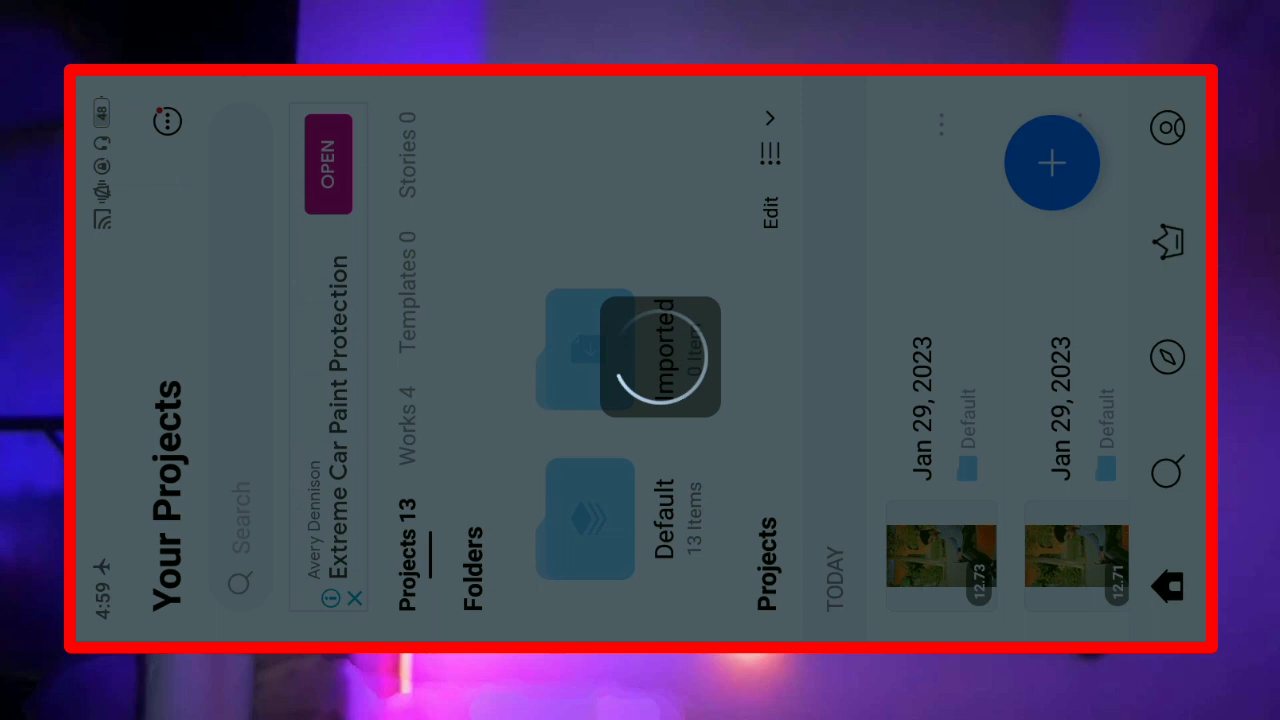 4:59
48
Your Projects
Search
Avery Dennison
Extreme Car Paint Protection
OPEN
Projects 13
Works 4
Templates 0
Stories 0
Folders
Default
13 Items
Imported
0 Item
Projects
Edit
TODAY
12.73
Jan 29, 2023
Default
12.71
Jan 29, 2023
Default